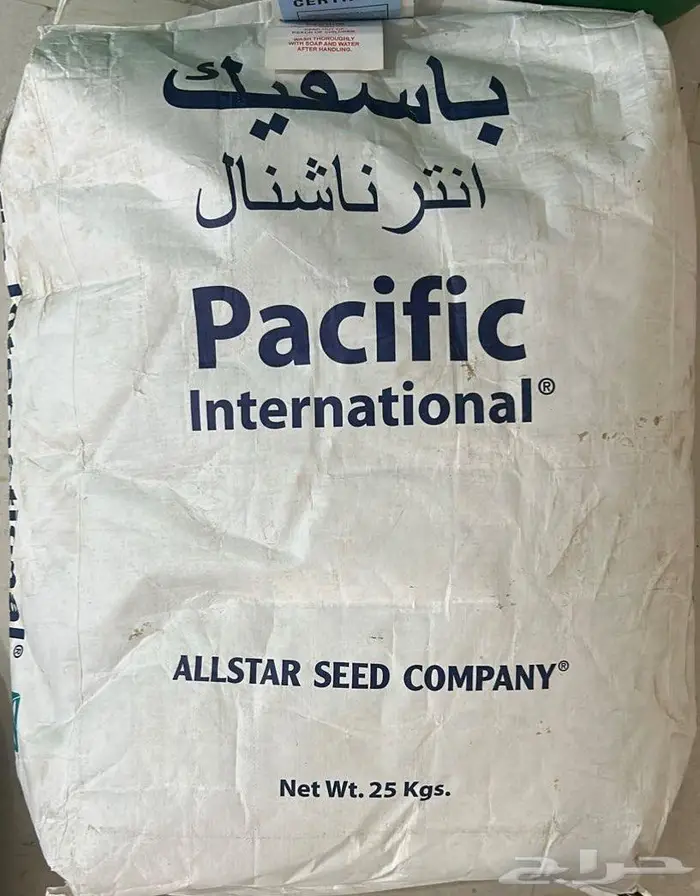 WASH THOROUGHLY
WITH SOAP AND WATER
AFTER HANDLING.
باسفيك
انترناشنال
Pacific
International®
ALLSTAR SEED COMPANY®
Net Wt. 25 Kgs.
حراج